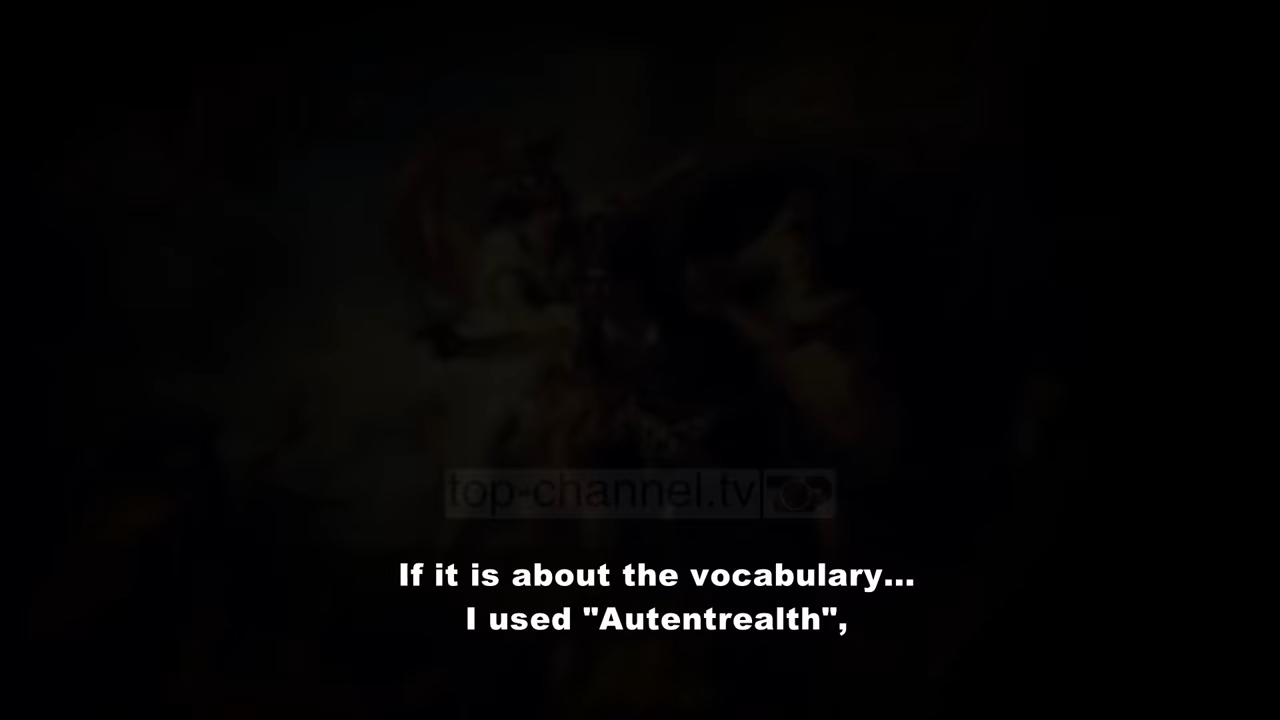 top-channel.tv
If it is about the vocabulary...
I used "Autentrealth",